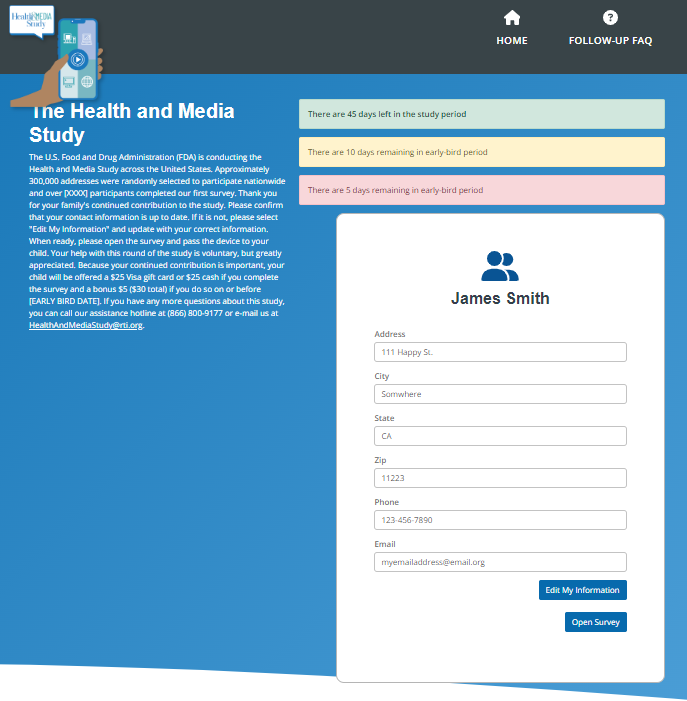 Health & MEDIA
Study
HOME
FOLLOW-UP FAQ
The Health and Media
Study
The U.S. Food and Drug Administration (FDA) is conducting the
Health and Media Study across the United States. Approximately
300,000 addresses were randomly selected to participate nationwide
and over [XXXX] participants completed our first survey. Thank you
for your family's continued contribution to the study. Please confirm
that your contact information is up to date. If it is not, please select
"Edit My Information" and update with your correct information.
When ready, please open the survey and pass the device to your
child. Your help with this round of the study is voluntary, but greatly
appreciated. Because your continued contribution is important, your
child will be offered a $25 Visa gift card or $25 cash if you complete
the survey and a bonus $5 ($30 total) if you do so on or before
[EARLY BIRD DATE]. If you have any more questions about this study,
you can call our assistance hotline at (866) 800-9177 or e-mail us at
HealthAndMediaStudy@rti.org.
There are 45 days left in the study period
There are 10 days remaining in early-bird period
There are 5 days remaining in early-bird period
James Smith
Address
111 Happy St.
City
Somwhere
State
CA
Zip
11223
Phone
123-456-7890
Email
myemailaddress@email.org
Edit My Information
Open Survey